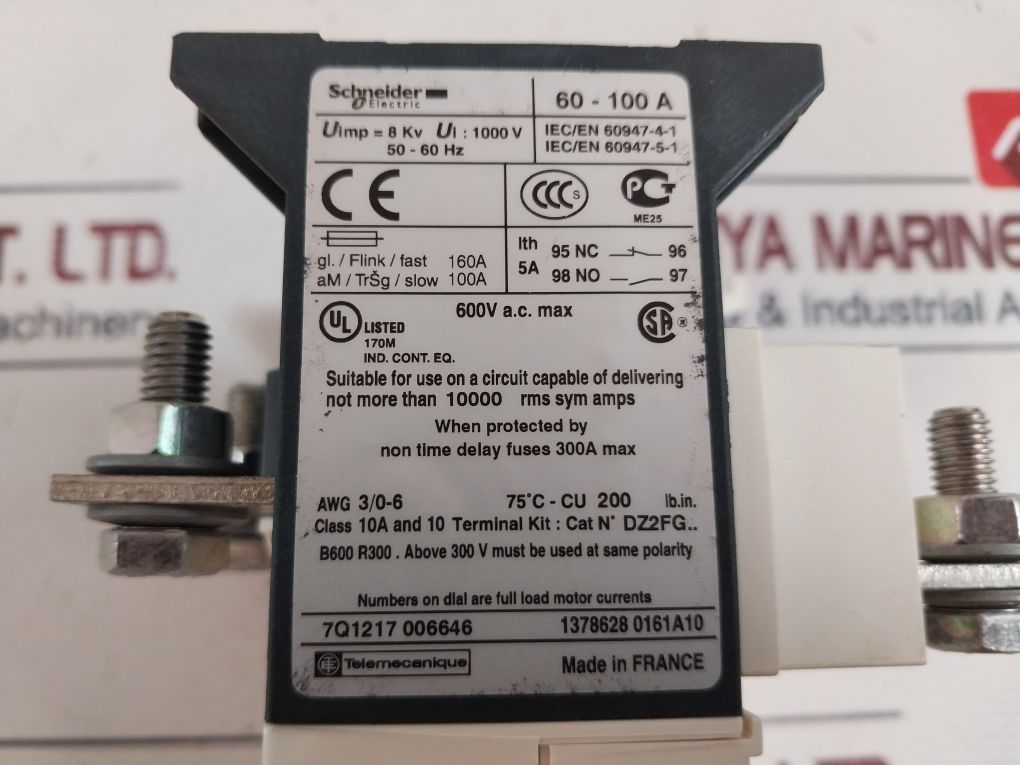 Schneider
Electric
60 - 100 A
Uimp = 8 Kv Ui : 1000 V
50 - 60 Hz
IEC/EN 60947-4-1
IEC/EN 60947-5-1
CE
CCC S
РСТ
ME25
gl. / Flink / fast 160A
aM / TrŠg / slow 100A
Ith
5A
95 NC 96
98 NO 97
600V a.c. max
UL LISTED
170M
IND. CONT. EQ.
SA ®
Suitable for use on a circuit capable of delivering
not more than 10000 rms sym amps
When protected by
non time delay fuses 300A max
AWG 3/0-6 75°C - CU 200 lb.in.
Class 10A and 10 Terminal Kit : Cat N° DZ2FG..
B600 R300 . Above 300 V must be used at same polarity
Numbers on dial are full load motor currents
7Q1217 006646 1378628 0161A10
Telemecanique Made in FRANCE
T. LTD.
achinery
YA MARINE
& Industrial A